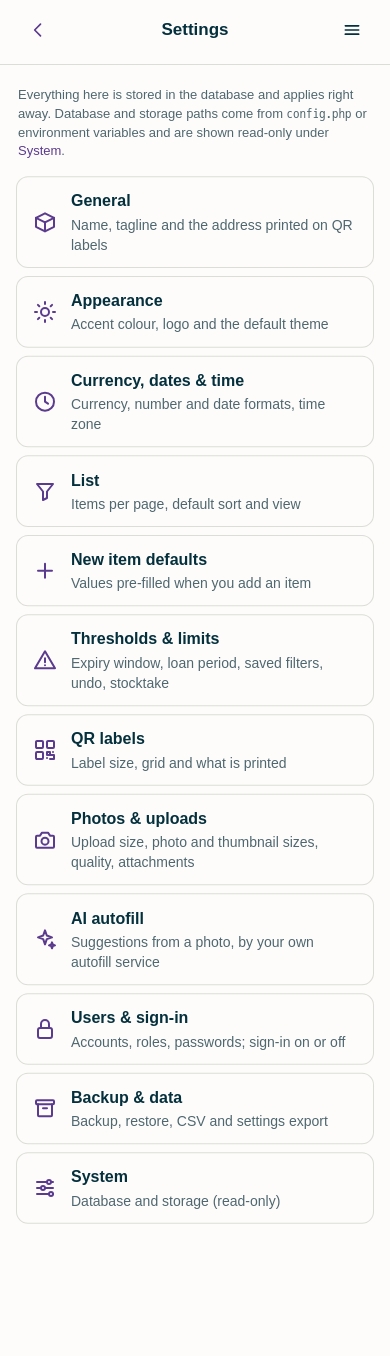 Settings
Everything here is stored in the database and applies right
away. Database and storage paths come from config.php or
environment variables and are shown read-only under
System.
General
Name, tagline and the address printed on QR
labels
Appearance
Accent colour, logo and the default theme
Currency, dates & time
Currency, number and date formats, time
zone
List
Items per page, default sort and view
New item defaults
Values pre-filled when you add an item
Thresholds & limits
Expiry window, loan period, saved filters,
undo, stocktake
QR labels
Label size, grid and what is printed
Photos & uploads
Upload size, photo and thumbnail sizes,
quality, attachments
AI autofill
Suggestions from a photo, by your own
autofill service
Users & sign-in
Accounts, roles, passwords; sign-in on or off
Backup & data
Backup, restore, CSV and settings export
System
Database and storage (read-only)